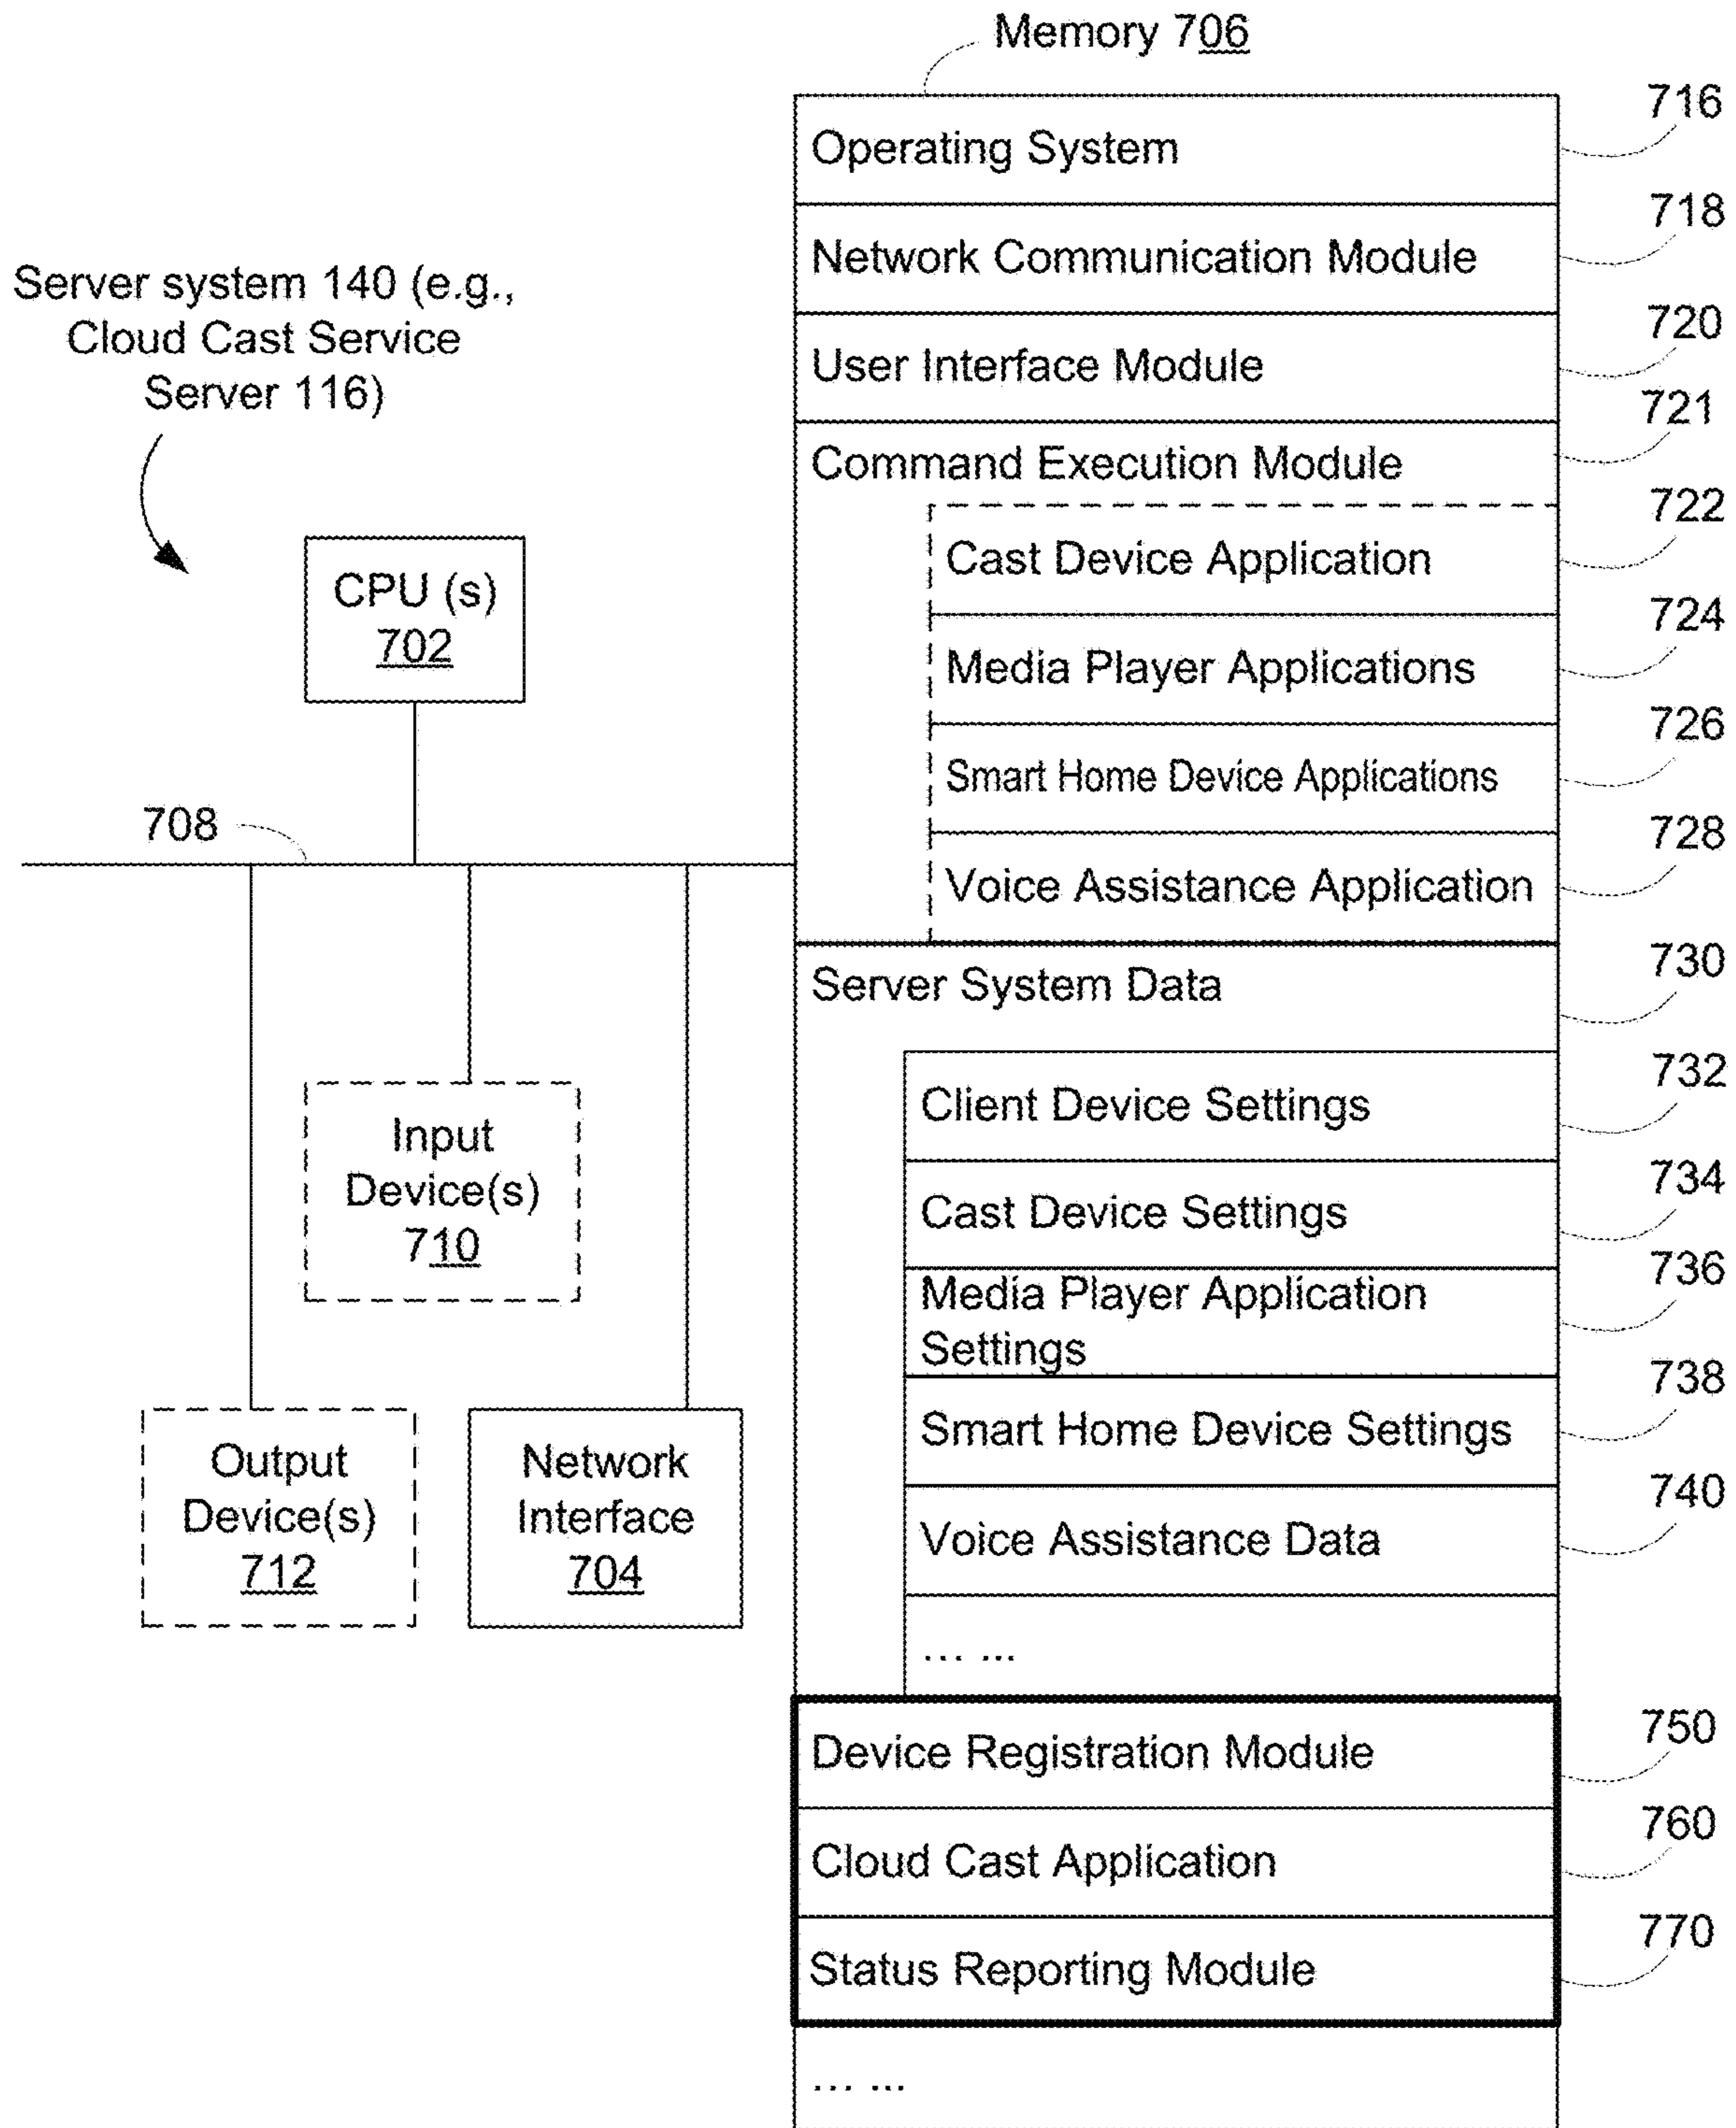 Memory 706
Operating System
716
Network Communication Module
718
User Interface Module
720
Command Execution Module
721
Cast Device Application
722
Media Player Applications
724
Smart Home Device Applications
726
Voice Assistance Application
728
Server System Data
730
Client Device Settings
732
Cast Device Settings
734
Media Player Application
Settings
736
Smart Home Device Settings
738
Voice Assistance Data
740
... ...
Device Registration Module
750
Cloud Cast Application
760
Status Reporting Module
770
... ...
Server system 140 (e.g.,
Cloud Cast Service
Server 116)
CPU (s)
702
708
Input
Device(s)
710
Output
Device(s)
712
Network
Interface
704